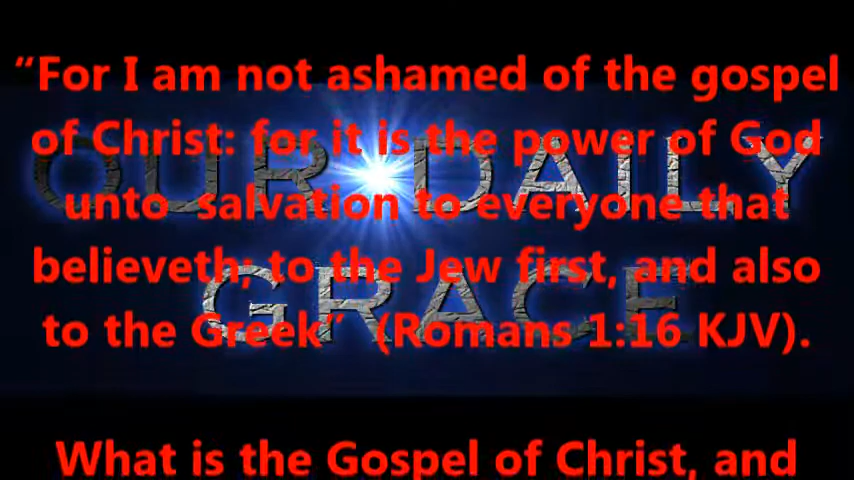 “For I am not ashamed of the gospel
of Christ: for it is the power of God
unto  salvation to everyone that
believeth; to the Jew first, and also
to the Greek”  (Romans 1:16 KJV).
What is the Gospel of Christ, and
OUR DAILY
GRACE